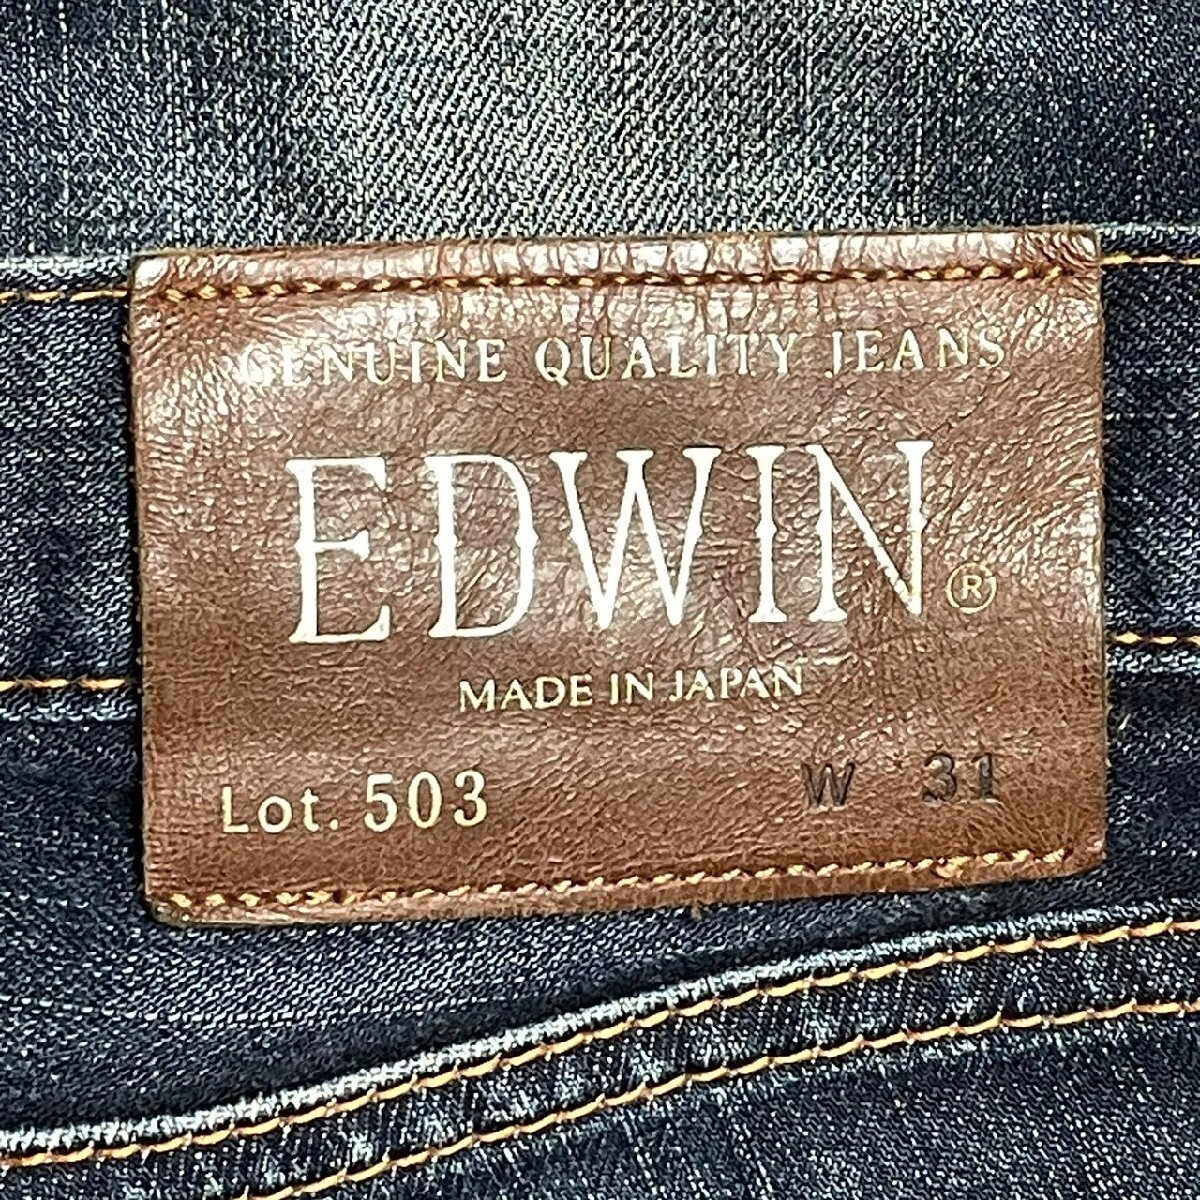 GENUINE QUALITY JEANS
EDWIN®
MADE IN JAPAN
Lot. 503 W 31